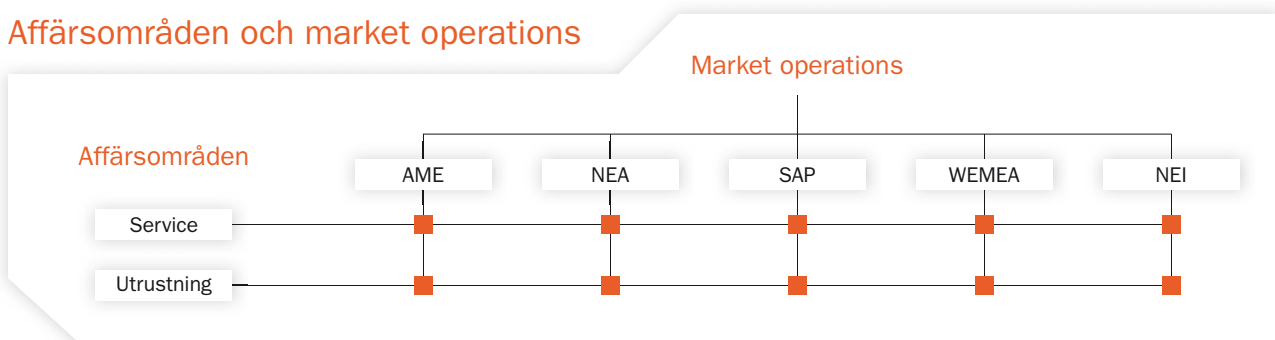 Affärsområden och market operations
Market operations
Affärsområden
AME NEA SAP WEMEA NEI
Service
Utrustning